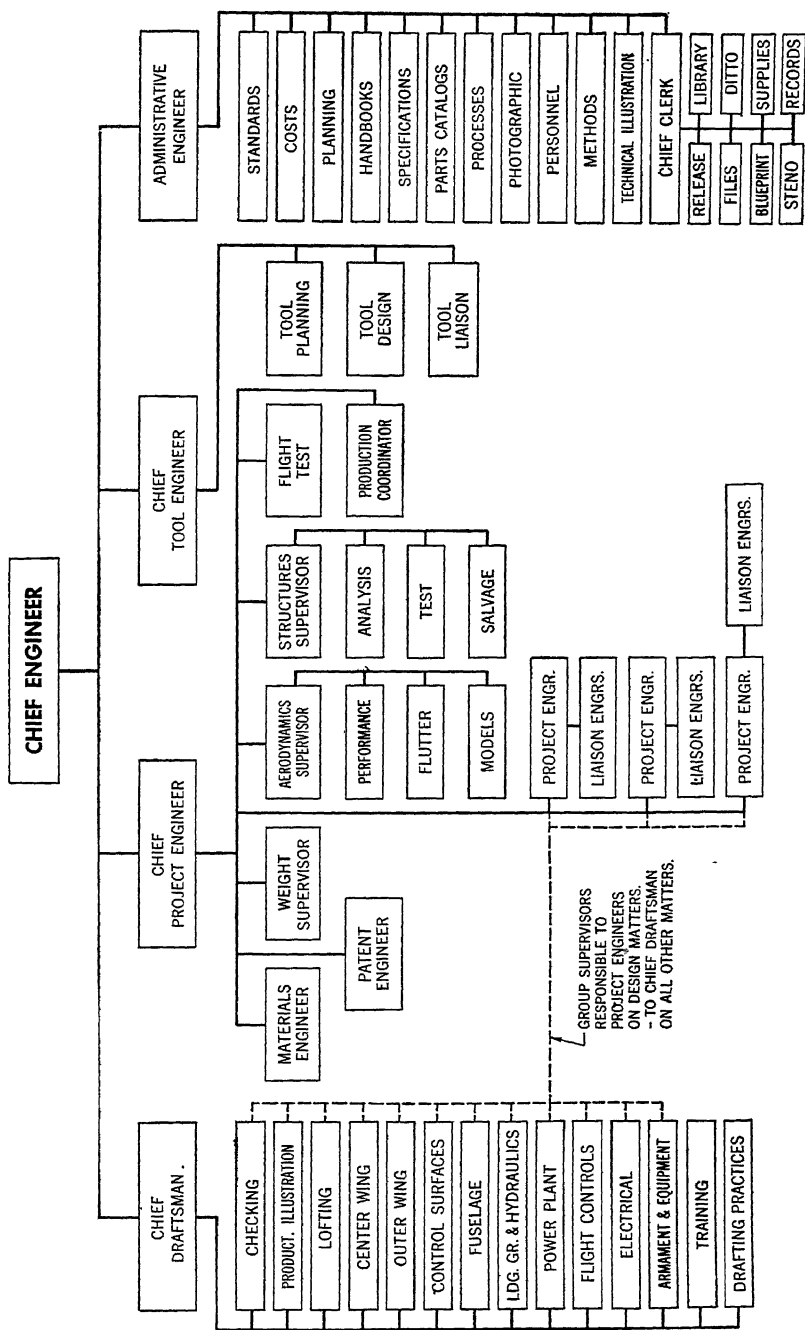 CHIEF ENGINEER
CHIEF
DRAFTSMAN.
CHIEF
PROJECT ENGINEER
CHIEF
TOOL ENGINEER
ADMINISTRATIVE
ENGINEER
CHECKING
PRODUCT. ILLUSTRATION
LOFTING
CENTER WING
OUTER WING
CONTROL SURFACES
FUSELAGE
LDG. GR. & HYDRAULICS
POWER PLANT
FLIGHT CONTROLS
ELECTRICAL
ARMAMENT & EQUIPMENT
TRAINING
DRAFTING PRACTICES
GROUP SUPERVISORS
RESPONSIBLE TO
PROJECT ENGINEERS
ON DESIGN MATTERS.
- TO CHIEF DRAFTSMAN
ON ALL OTHER MATTERS.
MATERIALS
ENGINEER
PATENT
ENGINEER
WEIGHT
SUPERVISOR
AERODYNAMICS
SUPERVISOR
PERFORMANCE
FLUTTER
MODELS
STRUCTURES
SUPERVISOR
ANALYSIS
TEST
SALVAGE
FLIGHT
TEST
PRODUCTION
COORDINATOR
PROJECT ENGR.
LIAISON ENGRS.
PROJECT ENGR.
LIAISON ENGRS.
PROJECT ENGR.
LIAISON ENGRS.
TOOL
PLANNING
TOOL
DESIGN
TOOL
LIAISON
STANDARDS
COSTS
PLANNING
HANDBOOKS
SPECIFICATIONS
PARTS CATALOGS
PROCESSES
PHOTOGRAPHIC
PERSONNEL
METHODS
TECHNICAL ILLUSTRATION
CHIEF CLERK
RELEASE
LIBRARY
FILES
DITTO
BLUEPRINT
SUPPLIES
STENO
RECORDS